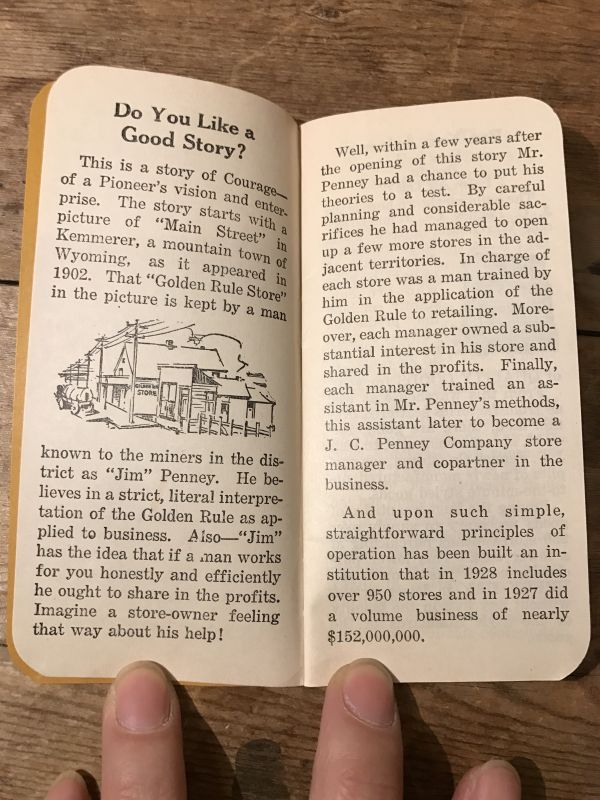 Do You Like a
Good Story?
This is a story of Courage—
of a Pioneer's vision and enter-
prise. The story starts with a
picture of "Main Street" in
Kemmerer, a mountain town of
Wyoming, as it appeared in
1902. That "Golden Rule Store"
in the picture is kept by a man
GOLDEN RULE
STORE
known to the miners in the dis-
trict as "Jim" Penney. He be-
lieves in a strict, literal interpre-
tation of the Golden Rule as ap-
plied to business. Also—"Jim"
has the idea that if a man works
for you honestly and efficiently
he ought to share in the profits.
Imagine a store-owner feeling
that way about his help!
Well, within a few years after
the opening of this story Mr.
Penney had a chance to put his
theories to a test. By careful
planning and considerable sac-
rifices he had managed to open
up a few more stores in the ad-
jacent territories. In charge of
each store was a man trained by
him in the application of the
Golden Rule to retailing. More-
over, each manager owned a sub-
stantial interest in his store and
shared in the profits. Finally,
each manager trained an as-
sistant in Mr. Penney's methods,
this assistant later to become a
J. C. Penney Company store
manager and copartner in the
business.
And upon such simple,
straightforward principles of
operation has been built an in-
stitution that in 1928 includes
over 950 stores and in 1927 did
a volume business of nearly
$152,000,000.